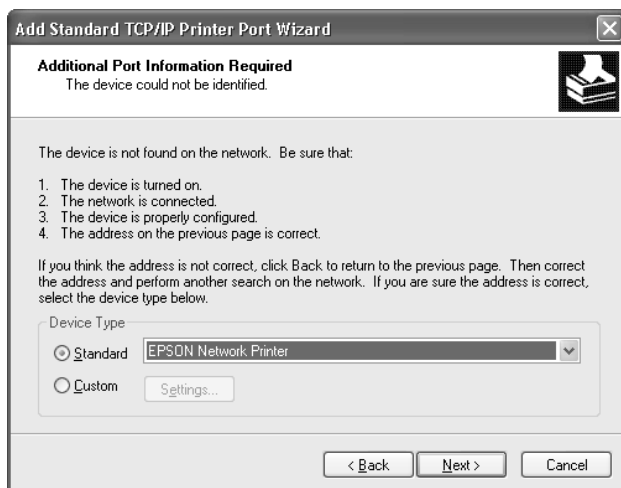 Add Standard TCP/IP Printer Port Wizard
Additional Port Information Required
The device could not be identified.
The device is not found on the network.  Be sure that:
1.  The device is turned on.
2.  The network is connected.
3.  The device is properly configured.
4.  The address on the previous page is correct.
If you think the address is not correct, click Back to return to the previous page.  Then correct
the address and perform another search on the network.  If you are sure the address is correct,
select the device type below.
Device Type
Standard EPSON Network Printer
Custom Settings...
< Back Next > Cancel